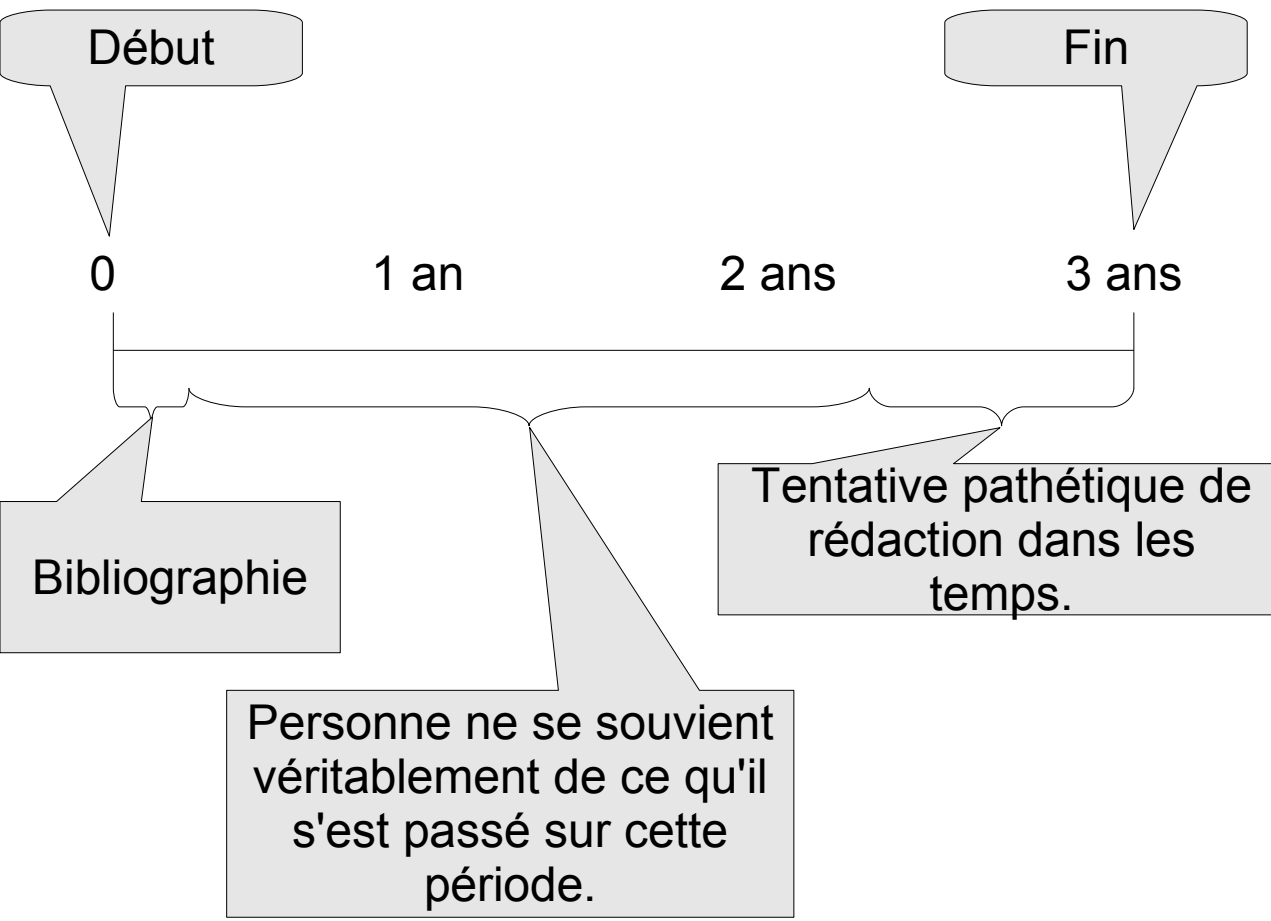 Début
Fin
0
1 an
2 ans
3 ans
Bibliographie
Tentative pathétique de
rédaction dans les
temps.
Personne ne se souvient
véritablement de ce qu'il
s'est passé sur cette
période.